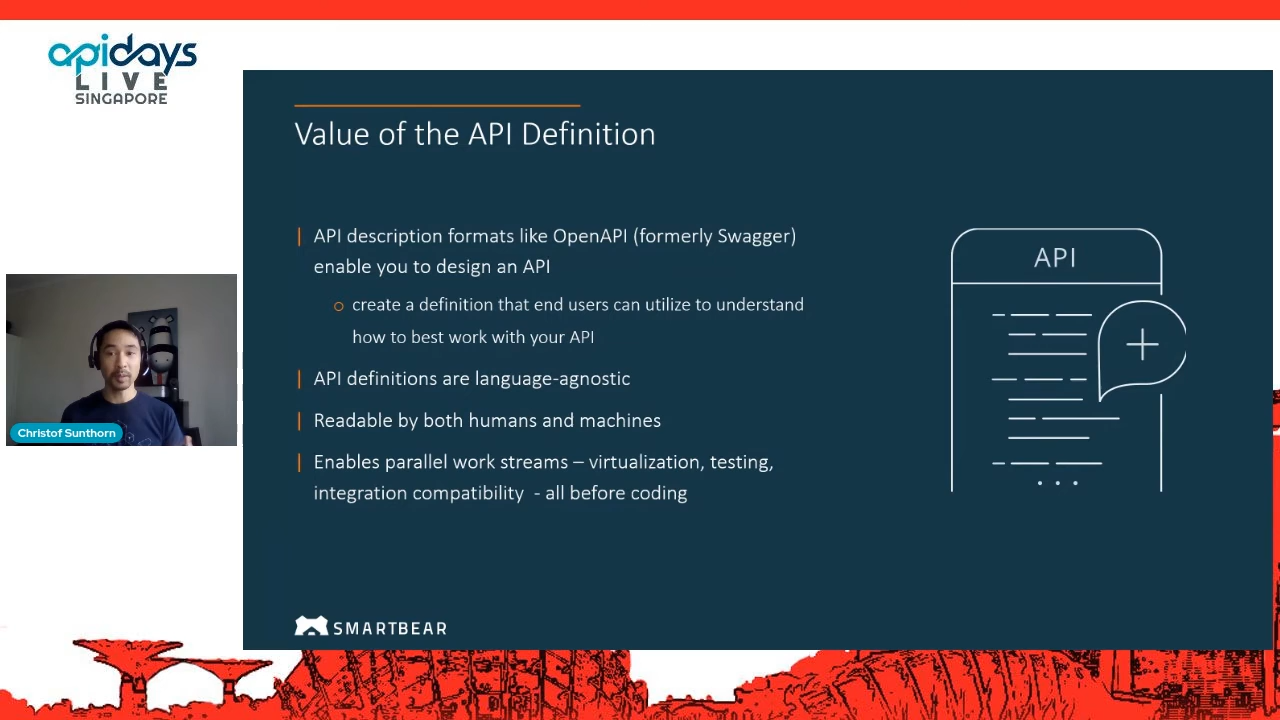 apidays
LIVE
SINGAPORE
Value of the API Definition
| API description formats like OpenAPI (formerly Swagger)
enable you to design an API
o create a definition that end users can utilize to understand
how to best work with your API
| API definitions are language-agnostic
| Readable by both humans and machines
| Enables parallel work streams – virtualization, testing,
integration compatibility - all before coding
API
Christof Sunthorn
SMARTBEAR